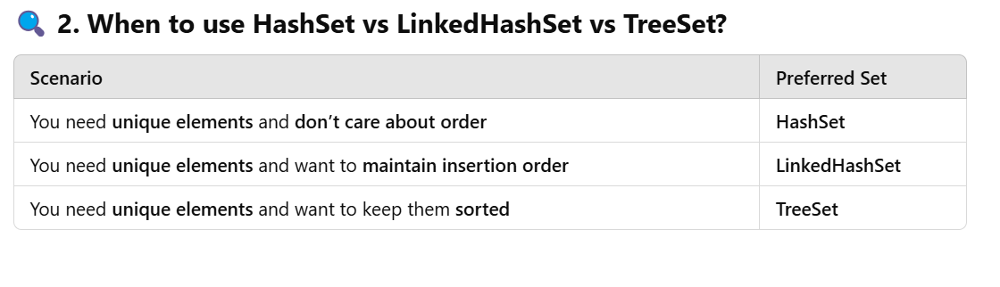 🔍 2. When to use HashSet vs LinkedHashSet vs TreeSet?
Scenario Preferred Set
You need unique elements and don’t care about order HashSet
You need unique elements and want to maintain insertion order LinkedHashSet
You need unique elements and want to keep them sorted TreeSet